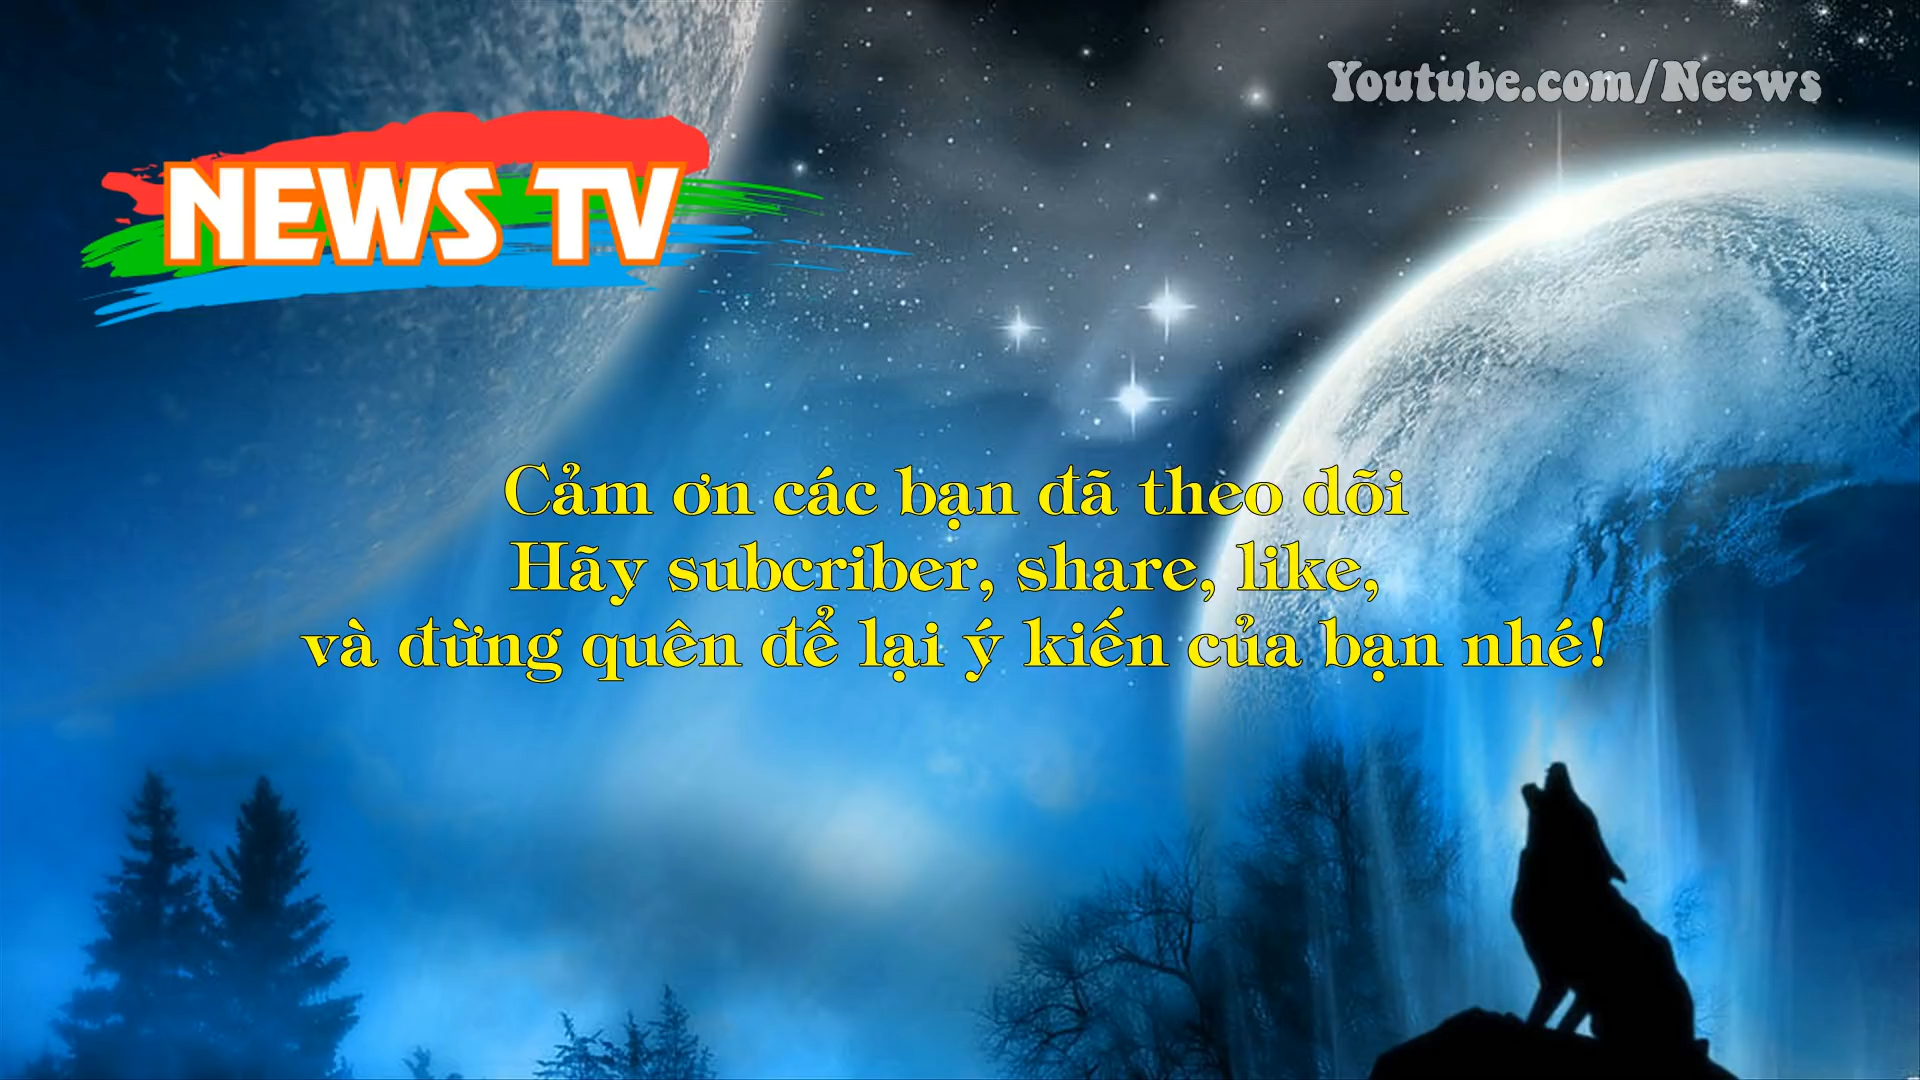 Youtube.com/Neews
NEWS TV
Cảm ơn các bạn đã theo dõi
Hãy subcriber, share, like,
và đừng quên để lại ý kiến của bạn nhé!